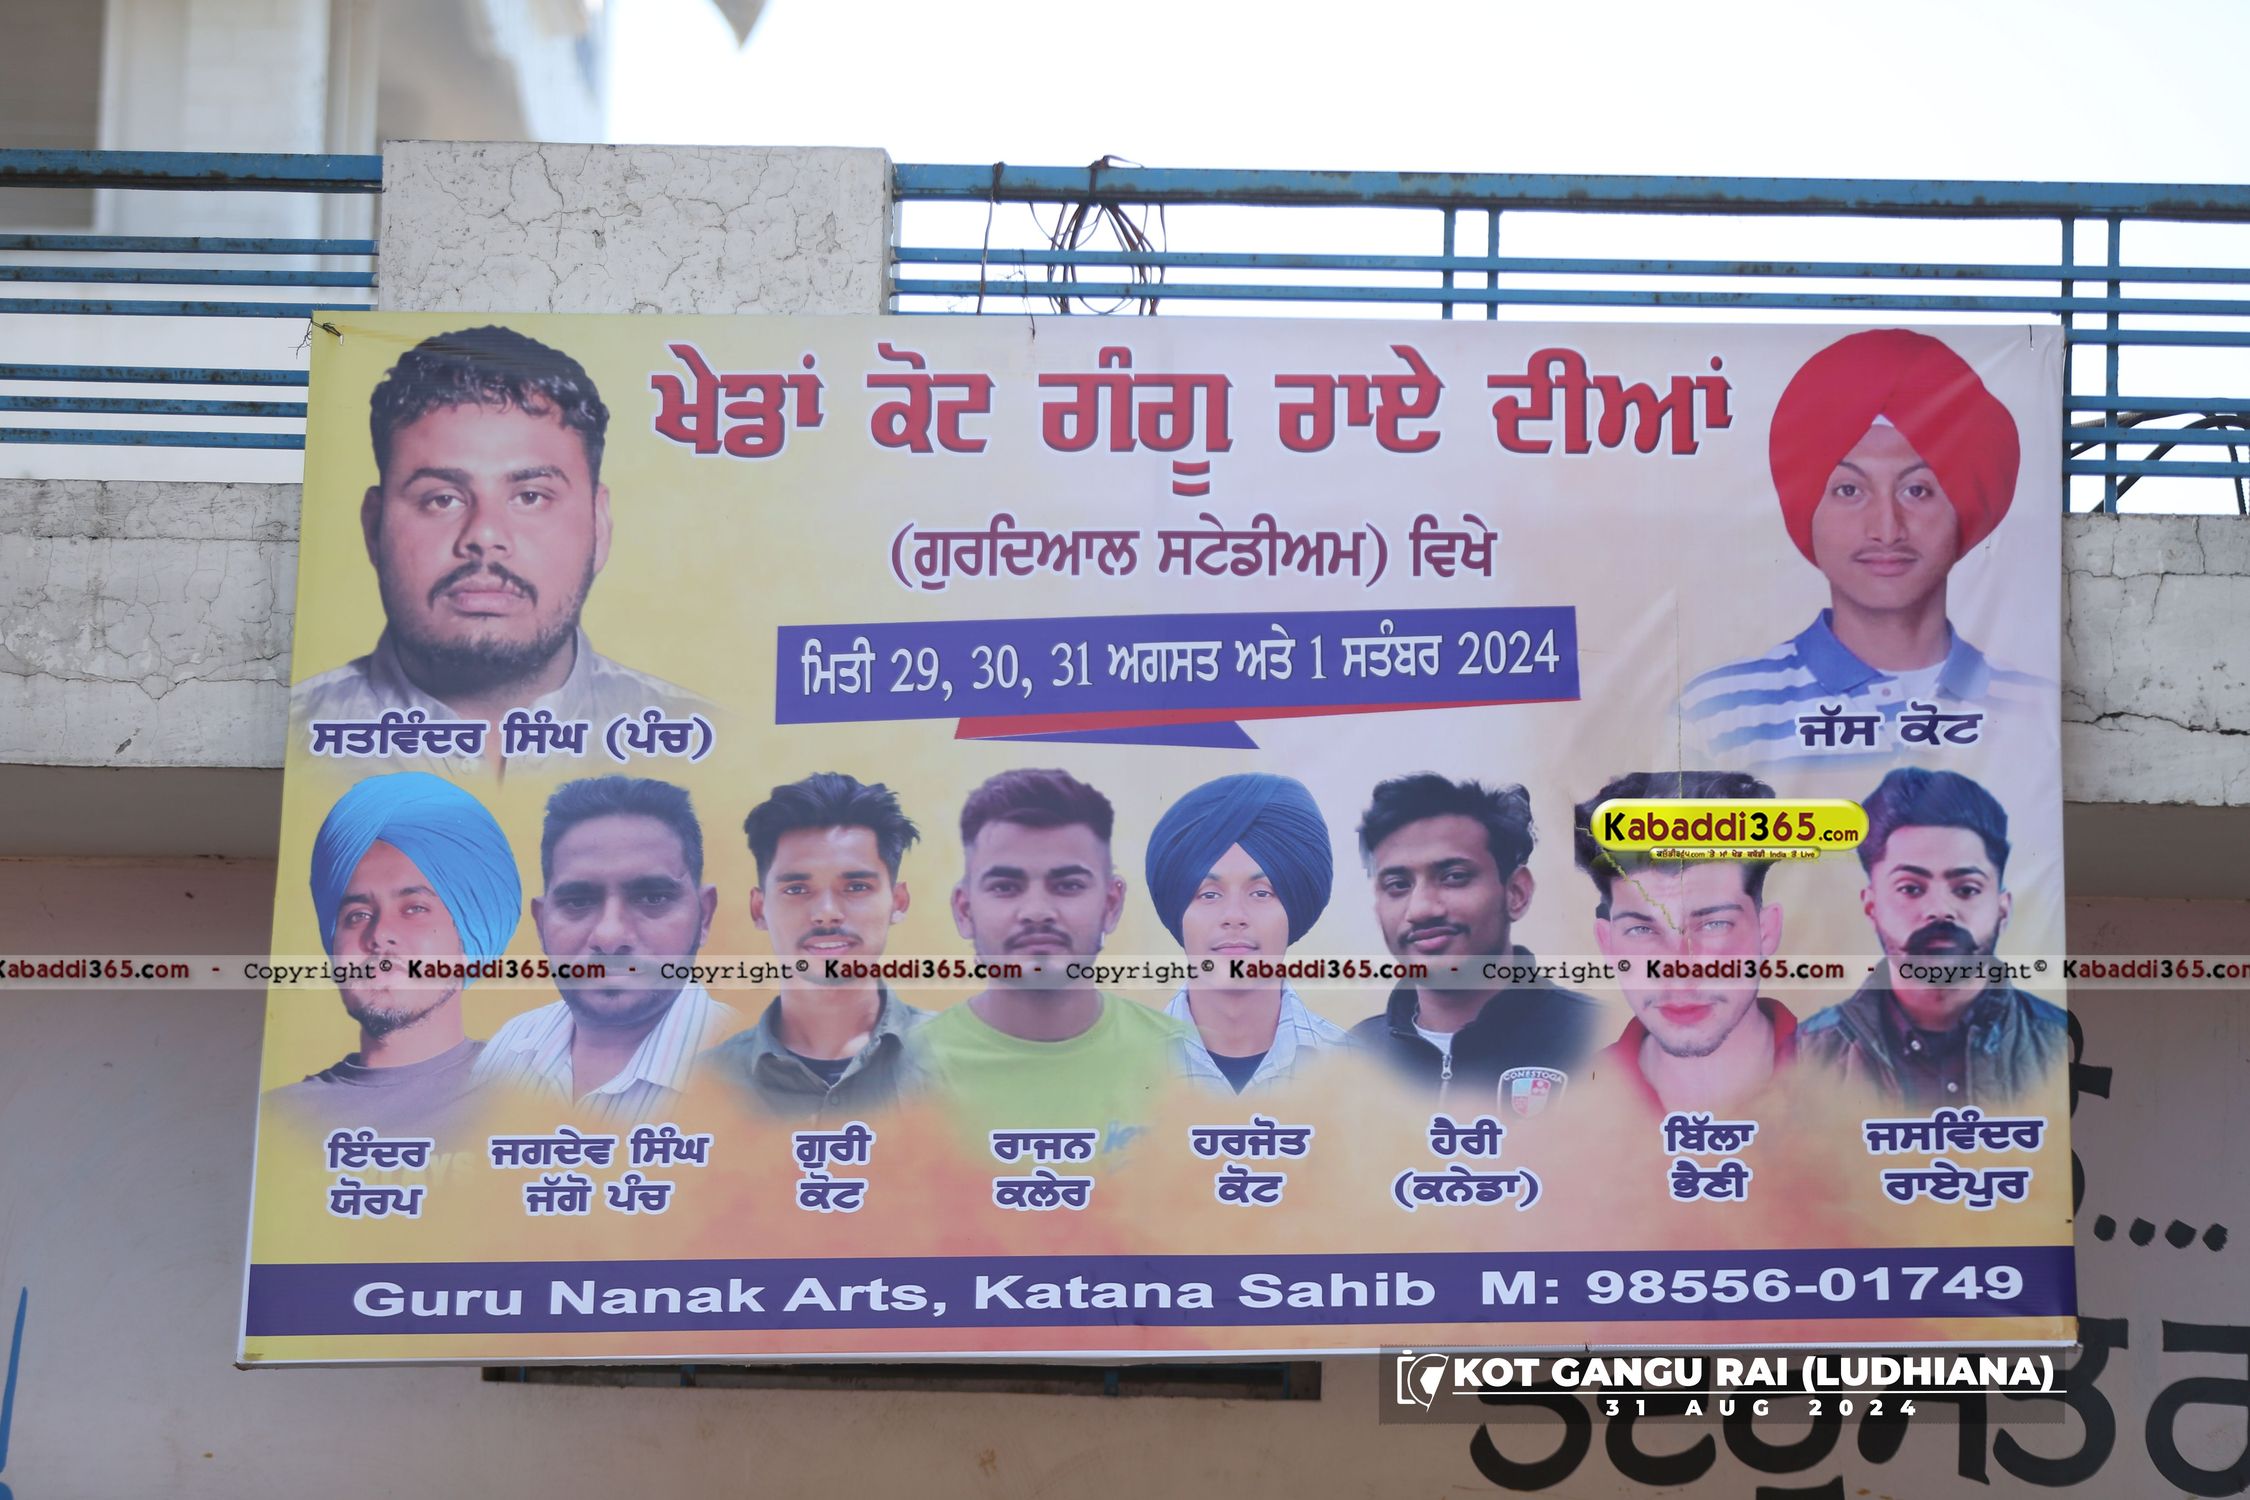 ਖੇਡਾਂ ਕੋਟ ਗੰਗੂ ਰਾਏ ਦੀਆਂ
(ਗੁਰਦਿਆਲ ਸਟੇਡੀਅਮ) ਵਿਖੇ
ਮਿਤੀ 29, 30, 31 ਅਗਸਤ ਅਤੇ 1 ਸਤੰਬਰ 2024
ਸਤਵਿੰਦਰ ਸਿੰਘ (ਪੰਚ)
ਜੱਸ ਕੋਟ
Kabaddi365.com
Kabaddi365.com - Copyright© Kabaddi365.com - Copyright© Kabaddi365.com - Copyright© Kabaddi365.com - Copyright© Kabaddi365.com - Copyright© Kabaddi365.com
CONESTOGA
ਇੰਦਰ ਯੋਰਪ
ਜਗਦੇਵ ਸਿੰਘ ਜੱਗੋ ਪੰਚ
ਗੁਰੀ ਕੋਟ
ਰਾਜਨ ਕਲੇਰ
ਹਰਜੋਤ ਕੋਟ
ਹੈਰੀ (ਕਨੇਡਾ)
ਬਿੱਲਾ ਭੈਣੀ
ਜਸਵਿੰਦਰ ਰਾਏਪੁਰ
Guru Nanak Arts, Katana Sahib M: 98556-01749
KOT GANGU RAI (LUDHIANA)
31 AUG 2024